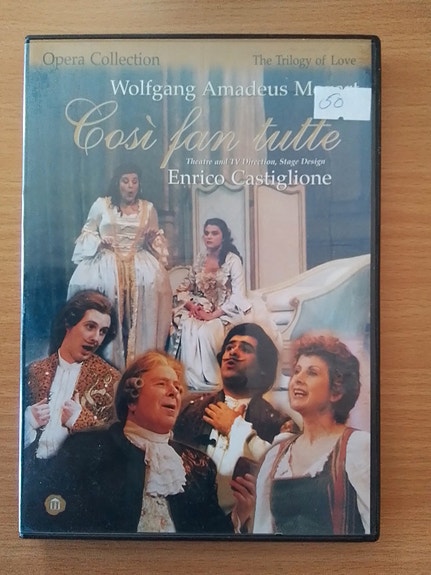 Opera Collection The Trilogy of Love
Wolfgang Amadeus
50
Così fan tutte
Theatre and TV Direction, Stage Design
Enrico Castiglione